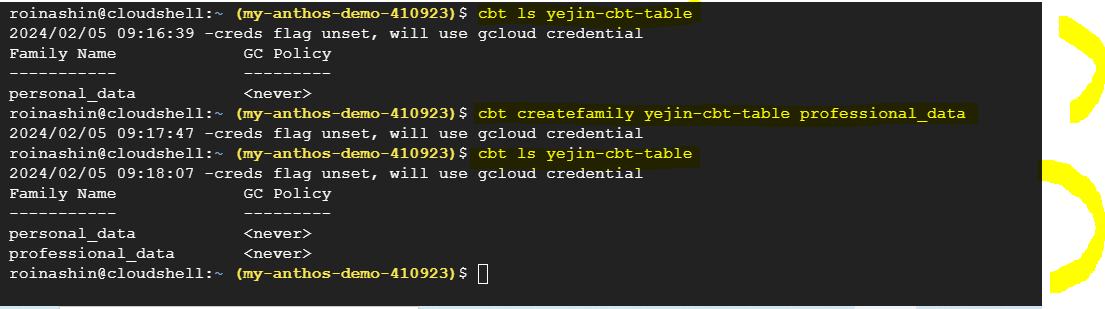 roinashin@cloudshell:~ (my-anthos-demo-410923)$ cbt ls yejin-cbt-table
2024/02/05 09:16:39 -creds flag unset, will use gcloud credential
Family Name             GC Policy
-----------             ---------
personal_data           <never>
roinashin@cloudshell:~ (my-anthos-demo-410923)$ cbt createfamily yejin-cbt-table professional_data
2024/02/05 09:17:47 -creds flag unset, will use gcloud credential
roinashin@cloudshell:~ (my-anthos-demo-410923)$ cbt ls yejin-cbt-table
2024/02/05 09:18:07 -creds flag unset, will use gcloud credential
Family Name             GC Policy
-----------             ---------
personal_data           <never>
professional_data       <never>
roinashin@cloudshell:~ (my-anthos-demo-410923)$